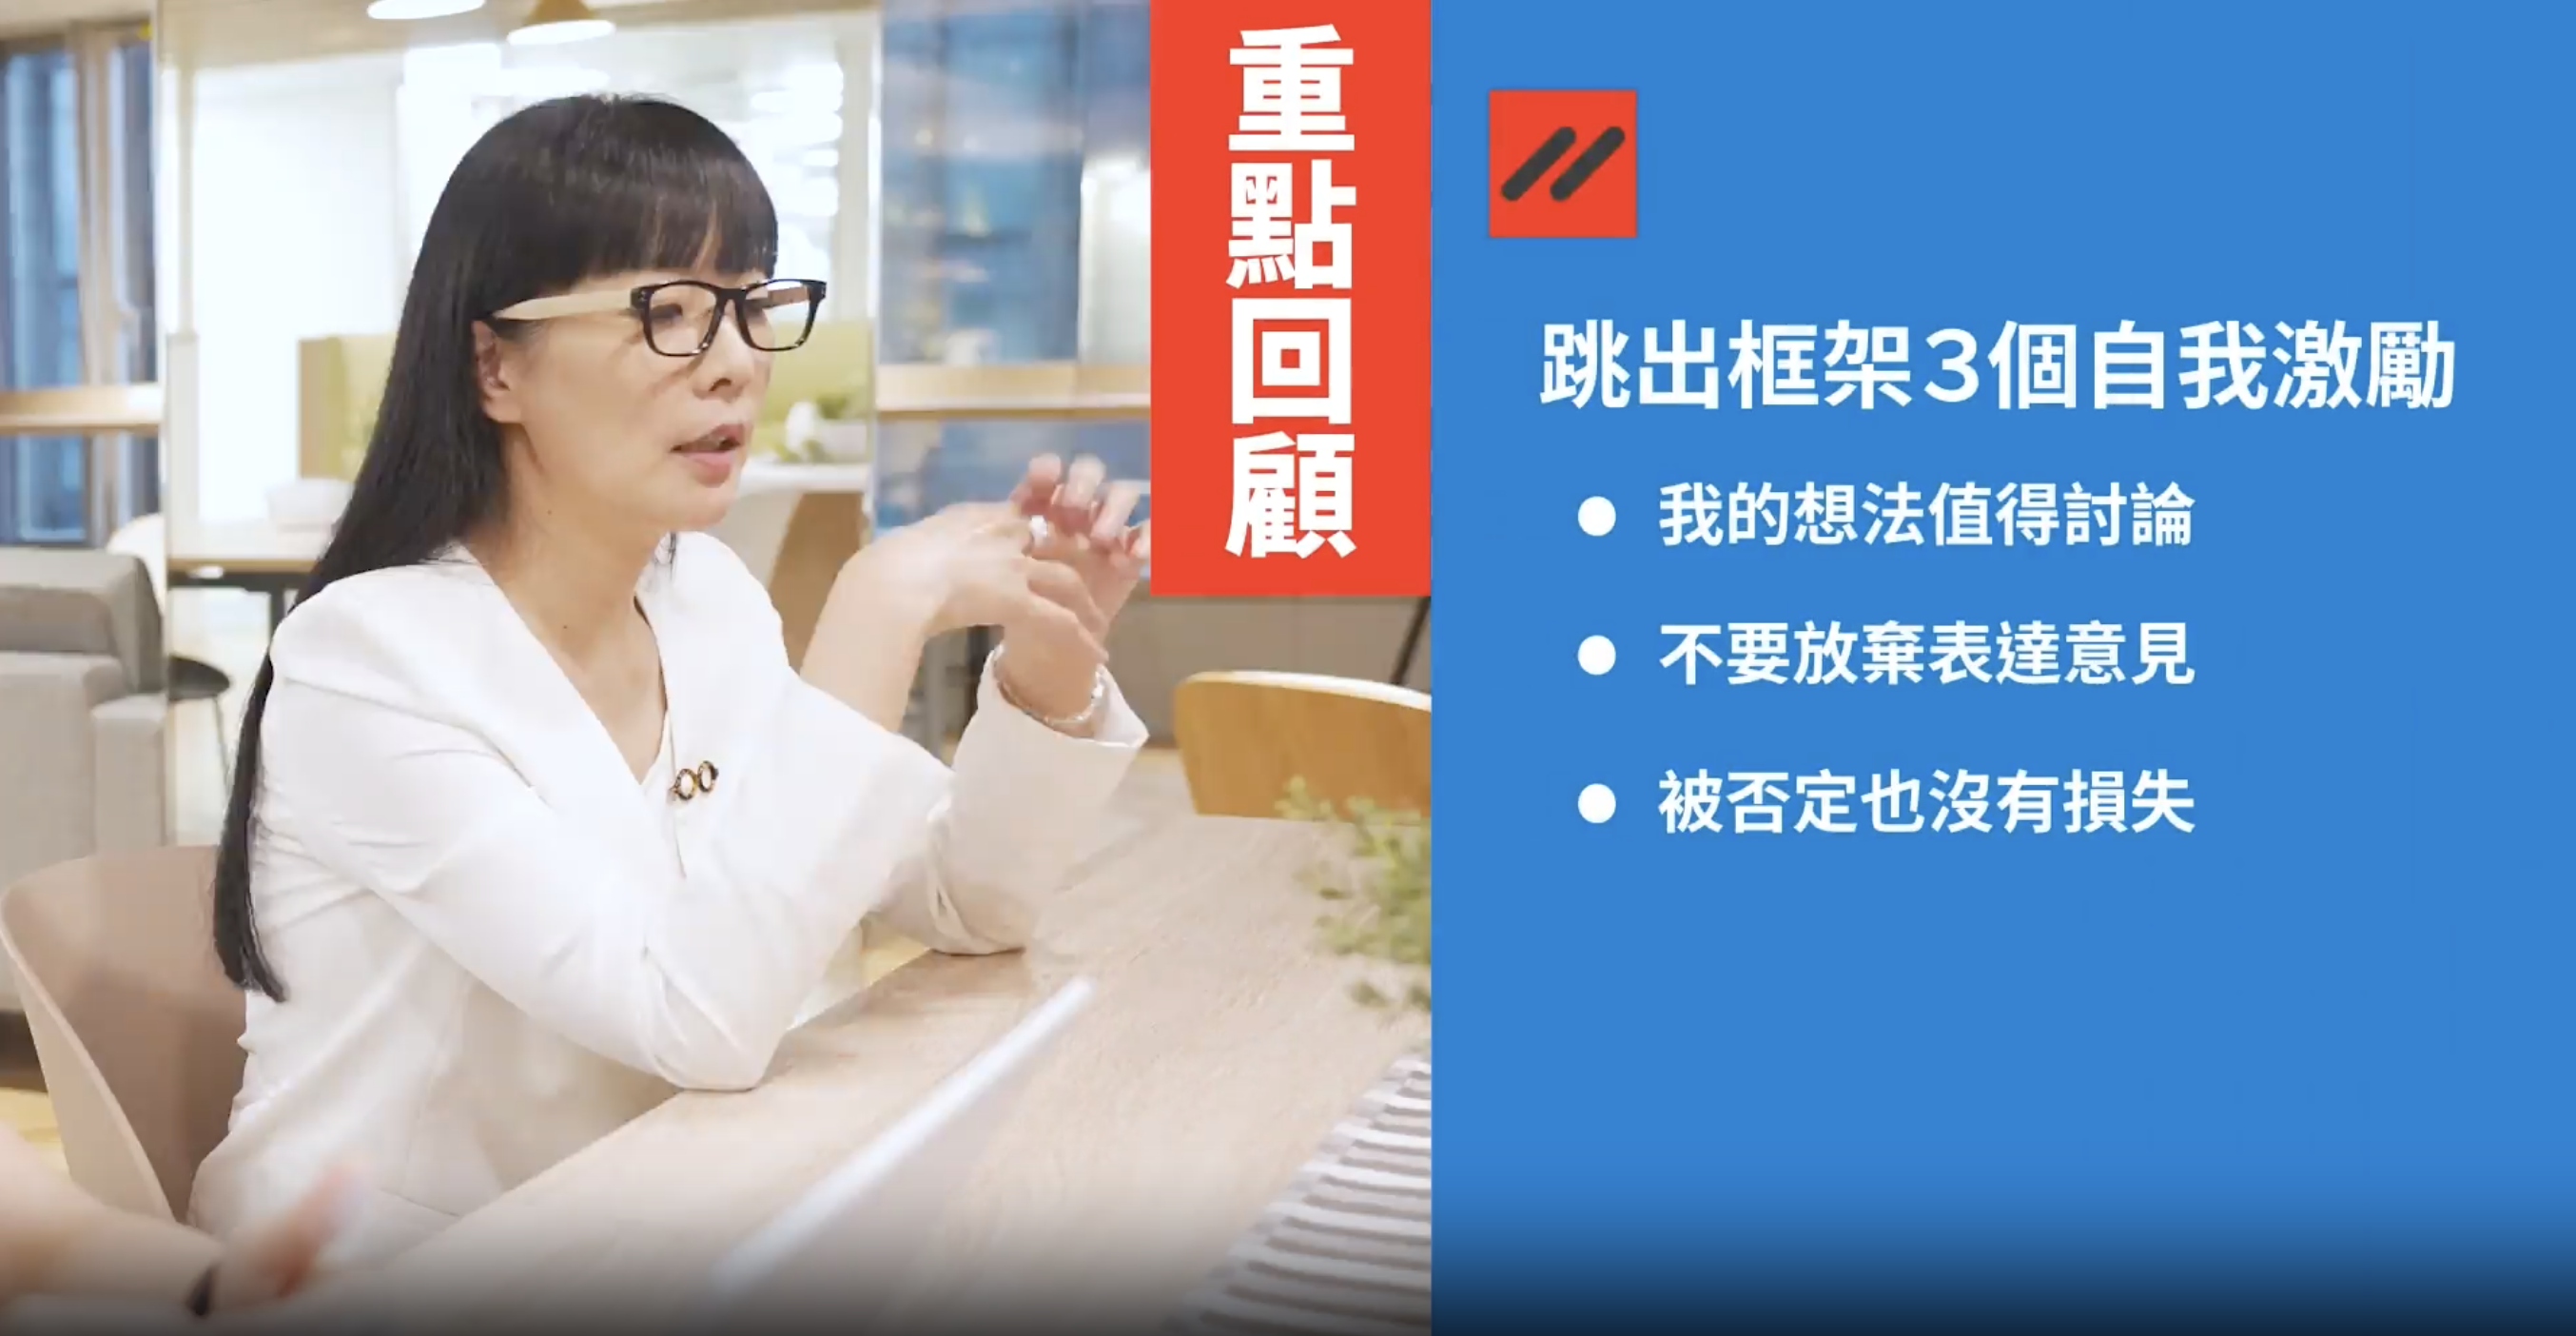 重點回顧
跳出框架3個自我激勵
● 我的想法值得討論
● 不要放棄表達意見
● 被否定也沒有損失